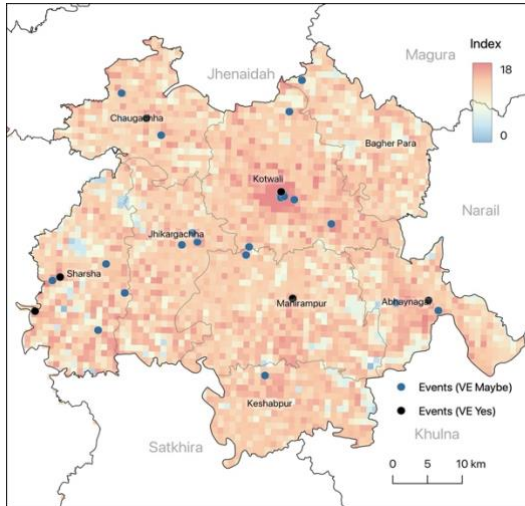 Index
Magura
18
Jhenaidah
0
Chaugachha
Bagher Para
Kotwali
Narail
Jhikargachha
Sharsha
Manirampur
Abhaynagar
Events (VE Maybe)
Keshabpur
Events (VE Yes)
Khulna
Satkhira
0 5 10 km